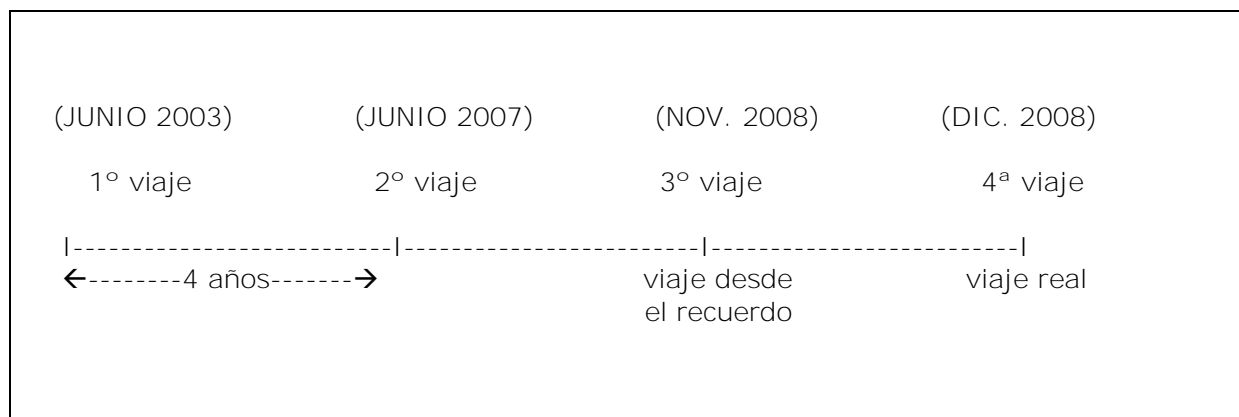 (JUNIO 2003) (JUNIO 2007) (NOV. 2008) (DIC. 2008)
1º viaje 2º viaje 3º viaje 4ª viaje
|---------------------------|-------------------------|--------------------------|
←--------4 años-------→ viaje desde viaje real
el recuerdo